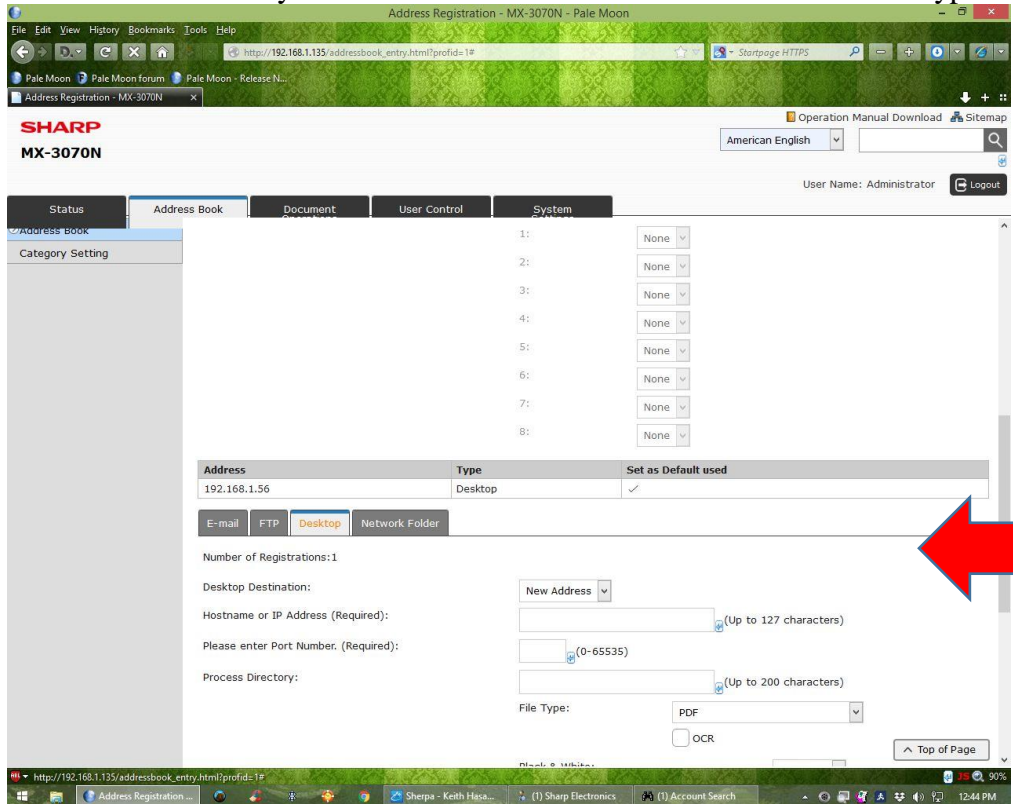 Address Registration - MX-3070N - Pale Moon
File Edit View History Bookmarks Tools Help
http://192.168.1.135/addressbook_entry.html?profid=1#
Startpage HTTPS
Pale Moon Pale Moon forum Pale Moon - Release N...
Address Registration - MX-3070N
Operation Manual Download Sitemap
SHARP
American English
MX-3070N
User Name: Administrator Logout
Status Address Book Document User Control System
Address Book
Category Setting
1: None
2: None
3: None
4: None
5: None
6: None
7: None
8: None
Address Type Set as Default used
192.168.1.56 Desktop
E-mail FTP Desktop Network Folder
Number of Registrations:1
Desktop Destination: New Address
Hostname or IP Address (Required): (Up to 127 characters)
Please enter Port Number. (Required): (0-65535)
Process Directory: (Up to 200 characters)
File Type: PDF
OCR
Top of Page
Black & White:
http://192.168.1.135/addressbook_entry.html?profid=1# JS 90%
Address Registration ... Sherpa - Keith Hasa... (1) Sharp Electronics (1) Account Search 12:44 PM